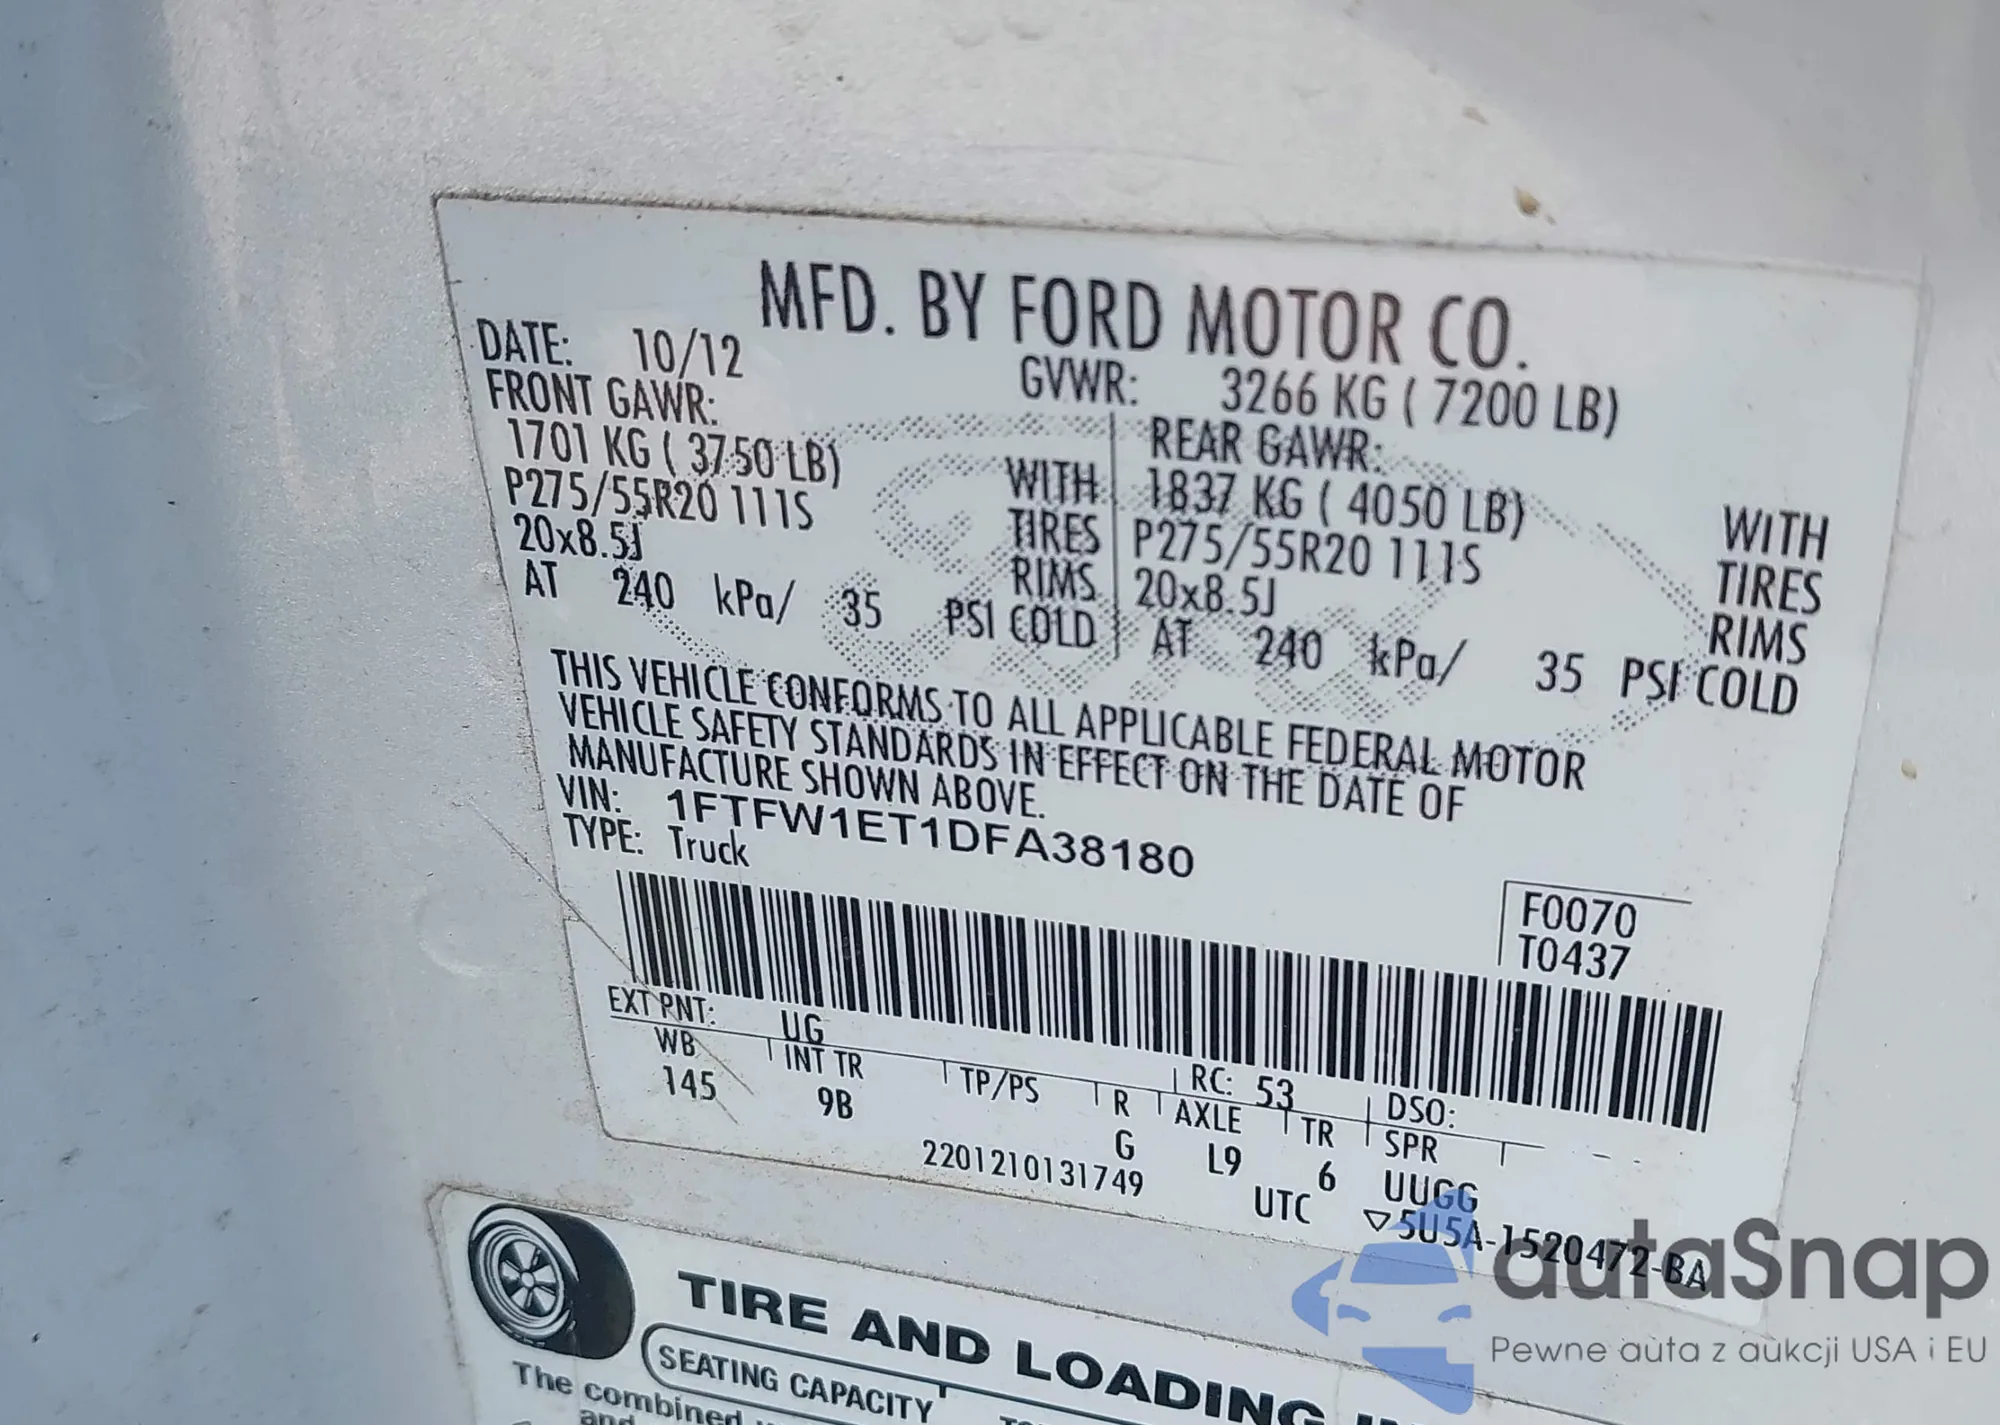 MFD. BY FORD MOTOR CO.
DATE: 10/12 GVWR: 3266 KG ( 7200 LB)
FRONT GAWR: REAR GAWR:
1701 KG ( 3750 LB) WITH 1837 KG ( 4050 LB) WITH
P275/55R20 111S TIRES P275/55R20 111S TIRES
20x8.5J RIMS 20x8.5J RIMS
AT 240 kPa/ 35 PSI COLD AT 240 kPa/ 35 PSI COLD
THIS VEHICLE CONFORMS TO ALL APPLICABLE FEDERAL MOTOR
VEHICLE SAFETY STANDARDS IN EFFECT ON THE DATE OF
MANUFACTURE SHOWN ABOVE.
VIN: 1FTFW1ET1DFA38180
TYPE: Truck
F0070
T0437
EXT PNT: UG RC: 53 DSO:
WB INT TR TP/PS R AXLE TR SPR
145 9B G L9 6 UUGG
2201210131749 UTC ▽5U5A-1520472-BA
TIRE AND LOADING
SEATING CAPACITY
The combined
and
autaSnap
Pewne auta z aukcji USA i EU